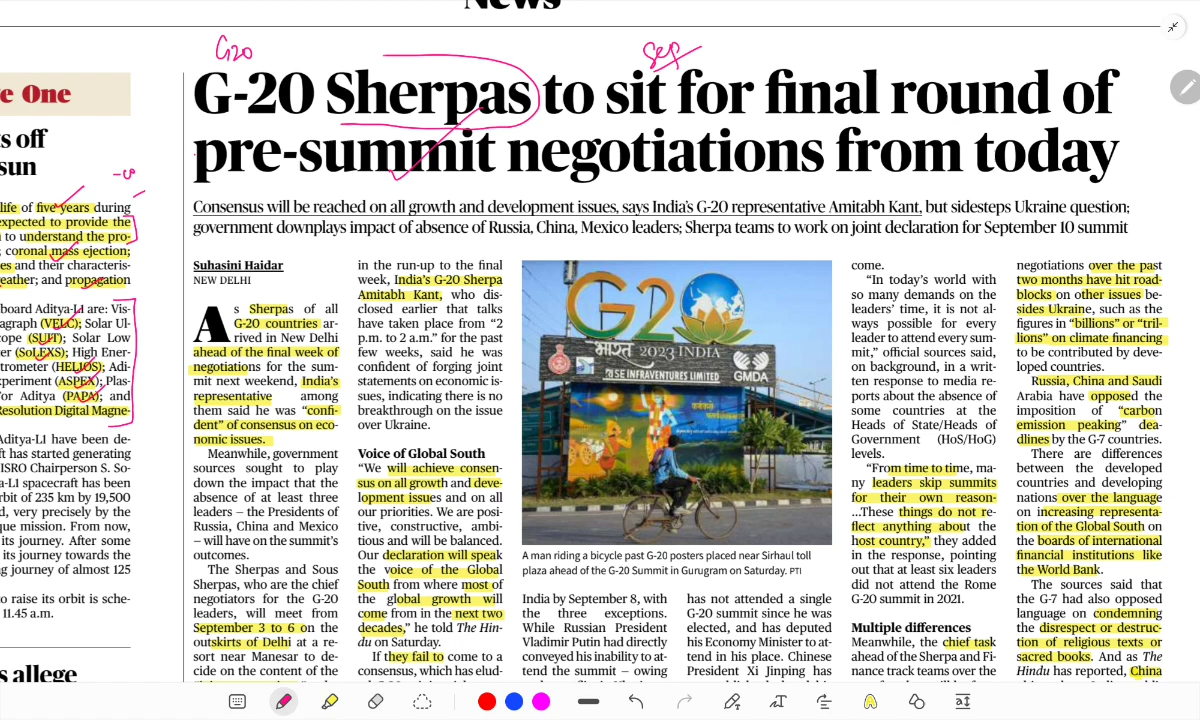 News
G20
Sep
e One
ts off
sun
life of five years during
expected to provide the
to understand the pro-
coronal mass ejection;
es and their characteris-
eather; and propagation
board Aditya-L1 are: Vis-
agraph (VELC); Solar Ul-
cope (SUIT); Solar Low
er (SoLEXS); High Ener-
trometer (HEL1OS); Adi-
xperiment (ASPEX); Plas-
For Aditya (PAPA); and
Resolution Digital Magne-
Aditya-L1 have been de-
ft has started generating
ISRO Chairperson S. So-
a-L1 spacecraft has been
rbit of 235 km by 19,500
d, very precisely by the
que mission. From now,
its journey. After some
its journey towards the
ng journey of almost 125
o raise its orbit is sche-
11.45 a.m.
s allege
G-20 Sherpas to sit for final round of
pre-summit negotiations from today
Consensus will be reached on all growth and development issues, says India’s G-20 representative Amitabh Kant, but sidesteps Ukraine question;
government downplays impact of absence of Russia, China, Mexico leaders; Sherpa teams to work on joint declaration for September 10 summit
Suhasini Haidar
NEW DELHI
As Sherpas of all
G-20 countries ar-
rived in New Delhi
ahead of the final week of
negotiations for the sum-
mit next weekend, India’s
representative among
them said he was “confi-
dent” of consensus on eco-
nomic issues.
Meanwhile, government
sources sought to play
down the impact that the
absence of at least three
leaders – the Presidents of
Russia, China and Mexico
– will have on the summit’s
outcomes.
The Sherpas and Sous
Sherpas, who are the chief
negotiators for the G-20
leaders, will meet from
September 3 to 6 on the
outskirts of Delhi at a re-
sort near Manesar to de-
cide on the content of the
in the run-up to the final
week, India’s G-20 Sherpa
Amitabh Kant, who dis-
closed earlier that talks
have taken place from “2
p.m. to 2 a.m.” for the past
few weeks, said he was
confident of forging joint
statements on economic is-
sues, indicating there is no
breakthrough on the issue
over Ukraine.
Voice of Global South
“We will achieve consen-
sus on all growth and deve-
lopment issues and on all
our priorities. We are posi-
tive, constructive, ambi-
tious and will be balanced.
Our declaration will speak
the voice of the Global
South from where most of
the global growth will
come from in the next two
decades,” he told The Hin-
du on Saturday.
If they fail to come to a
consensus, which has elud-
G20
भारत 2023 INDIA
RISE INFRAVENTURES LIMITED
GMDA
A man riding a bicycle past G-20 posters placed near Sirhaul toll
plaza ahead of the G-20 Summit in Gurugram on Saturday. PTI
India by September 8, with
the three exceptions.
While Russian President
Vladimir Putin had directly
conveyed his inability to at-
tend the summit – owing
has not attended a single
G-20 summit since he was
elected, and has deputed
his Economy Minister to at-
tend in his place. Chinese
President Xi Jinping has
come.
“In today’s world with
so many demands on the
leaders’ time, it is not al-
ways possible for every
leader to attend every sum-
mit,” official sources said,
on background, in a writ-
ten response to media re-
ports about the absence of
some countries at the
Heads of State/Heads of
Government (HoS/HoG)
levels.
“From time to time, ma-
ny leaders skip summits
for their own reason-
...These things do not re-
flect anything about the
host country,” they added
in the response, pointing
out that at least six leaders
did not attend the Rome
G-20 summit in 2021.
Multiple differences
Meanwhile, the chief task
ahead of the Sherpa and Fi-
nance track teams over the
negotiations over the past
two months have hit road-
blocks on other issues be-
sides Ukraine, such as the
figures in “billions” or “tril-
lions” on climate financing
to be contributed by deve-
loped countries.
Russia, China and Saudi
Arabia have opposed the
imposition of “carbon
emission peaking” dea-
dlines by the G-7 countries.
There are differences
between the developed
countries and developing
nations over the language
on increasing representa-
tion of the Global South on
the boards of international
financial institutions like
the World Bank.
The sources said that
the G-7 had also opposed
language on condemning
the disrespect or destruc-
tion of religious texts or
sacred books. And as The
Hindu has reported, China